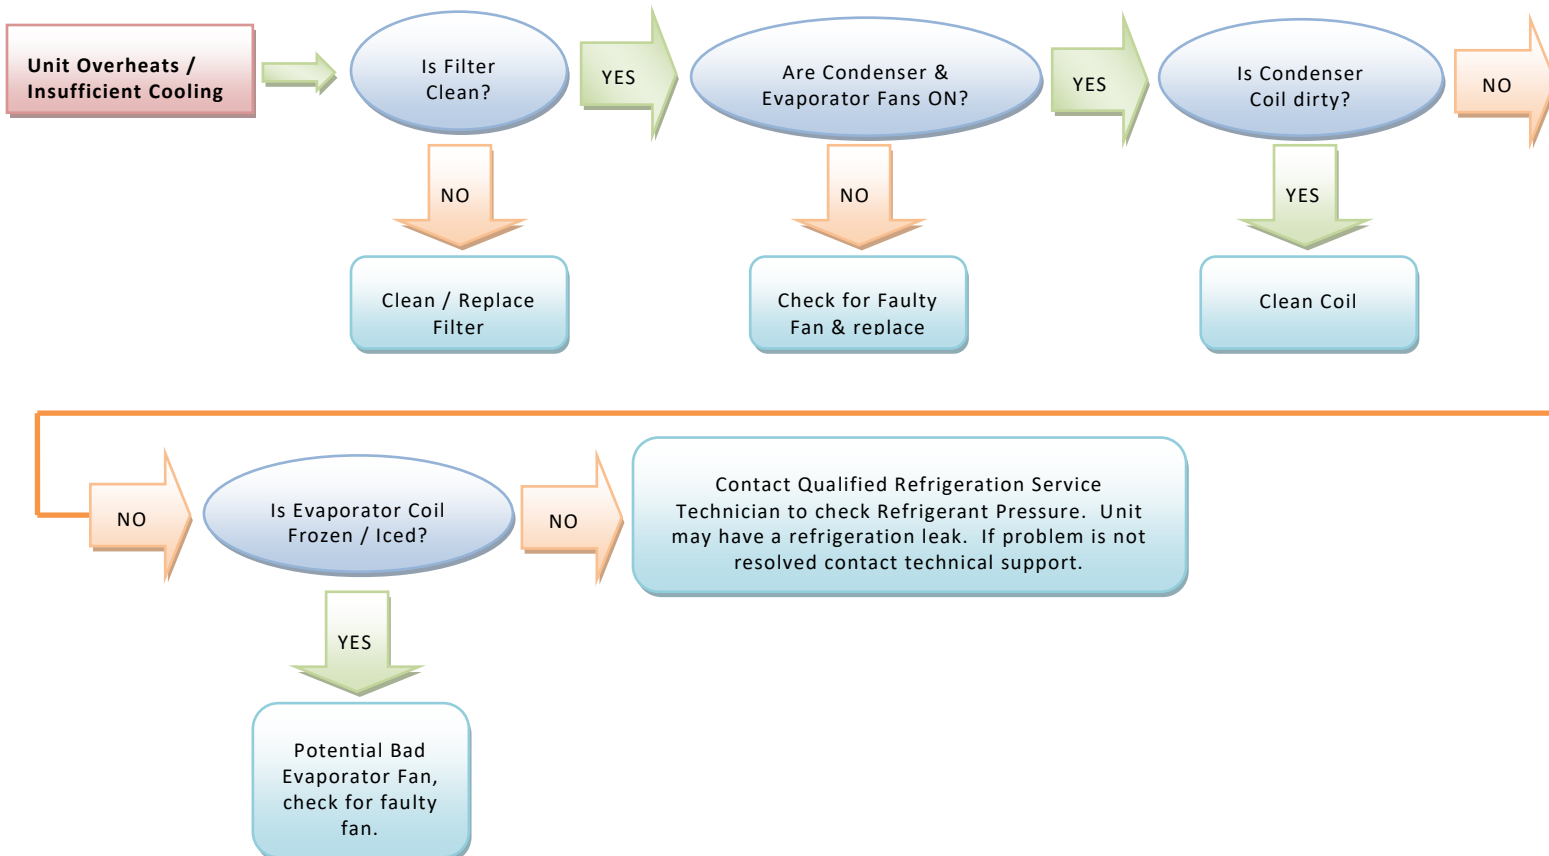 Unit Overheats /
Insufficient Cooling
Is Filter
Clean?
YES
Are Condenser &
Evaporator Fans ON?
YES
Is Condenser
Coil dirty?
NO
NO
NO
YES
Clean / Replace
Filter
Check for Faulty
Fan & replace
Clean Coil
NO
Is Evaporator Coil
Frozen / Iced?
NO
Contact Qualified Refrigeration Service
Technician to check Refrigerant Pressure.  Unit
may have a refrigeration leak.  If problem is not
resolved contact technical support.
YES
Potential Bad
Evaporator Fan,
check for faulty
fan.